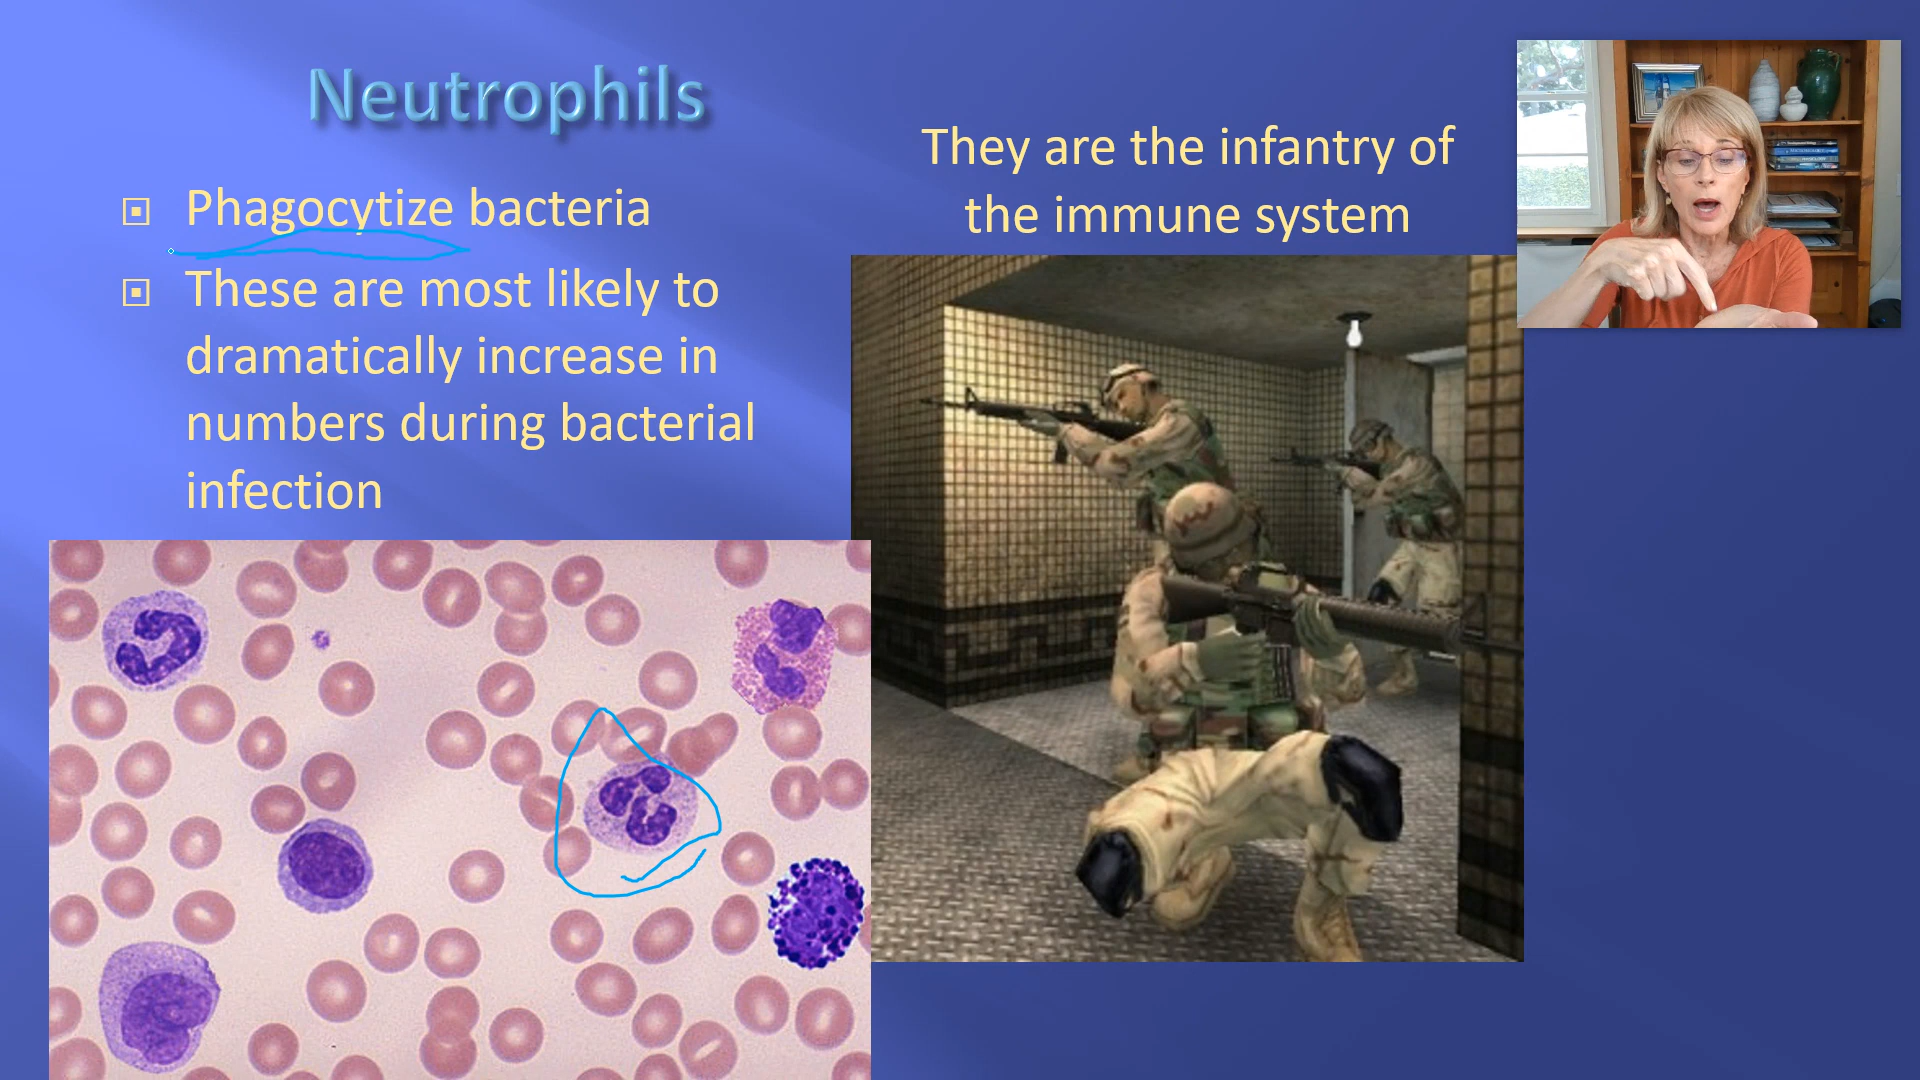 Neutrophils
Phagocytize bacteria
These are most likely to
dramatically increase in
numbers during bacterial
infection
They are the infantry of
the immune system